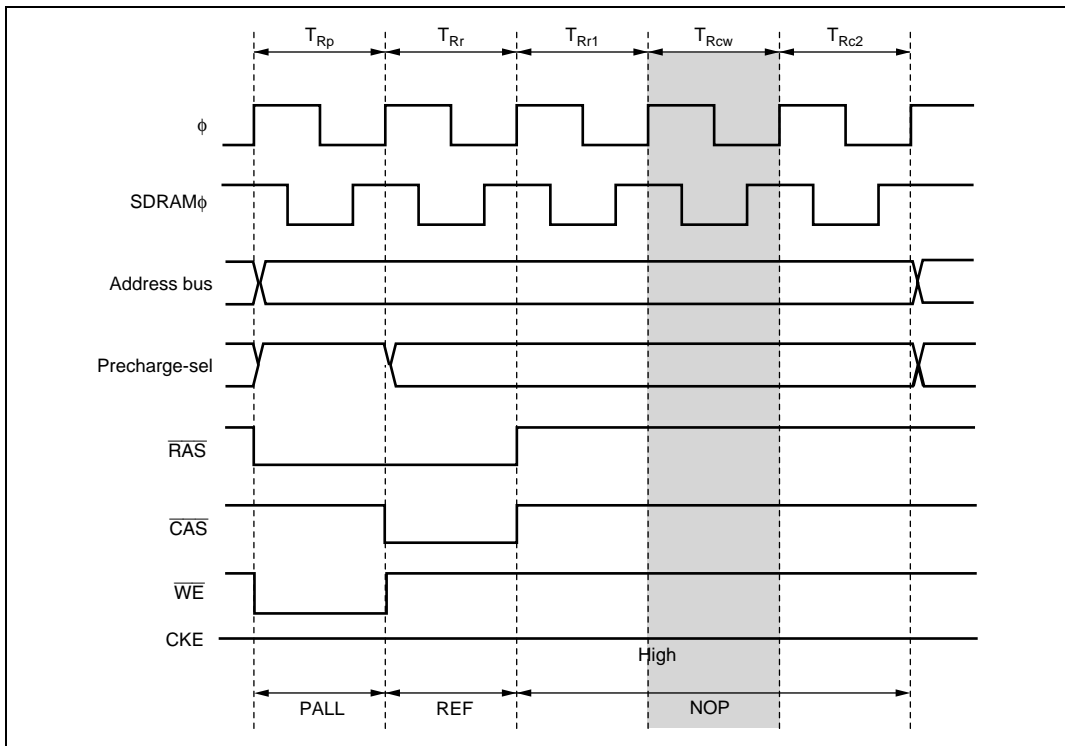 TRp TRr TRr1 TRcw TRc2
ϕ
SDRAMϕ
Address bus
Precharge-sel
RAS
CAS
WE
CKE
High
PALL REF NOP